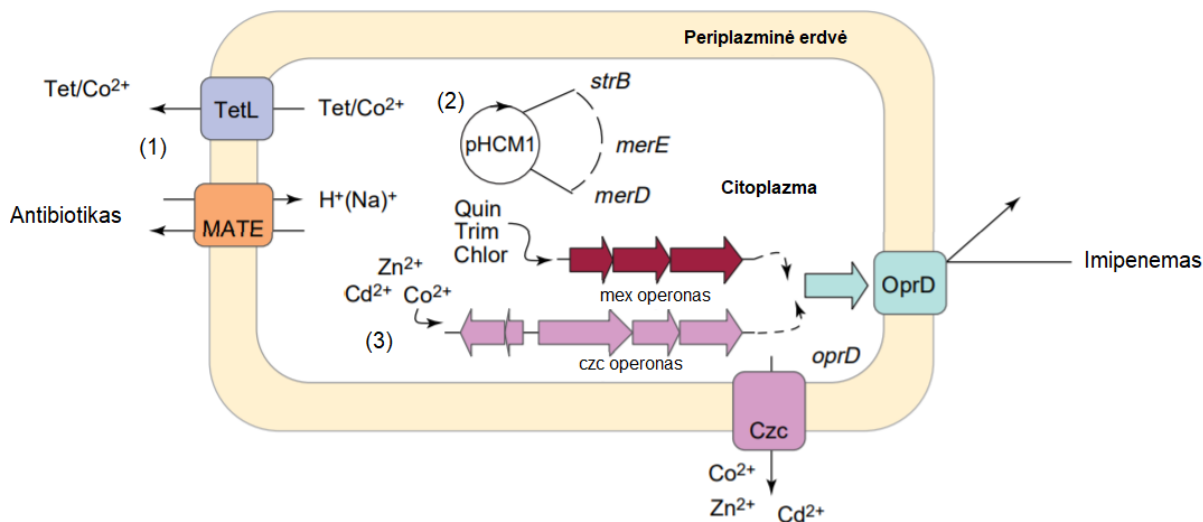 Periplazminė erdvė
Tet/Co²⁺
TetL
Tet/Co²⁺
(1)
(2)
pHCM1
strB
merE
merD
Citoplazma
Antibiotikas
MATE
H⁺(Na)⁺
Quin
Trim
Chlor
mex operonas
Zn²⁺
Cd²⁺ Co²⁺
(3)
czc operonas
oprD
OprD
Imipenemas
Czc
Co²⁺
Zn²⁺ Cd²⁺